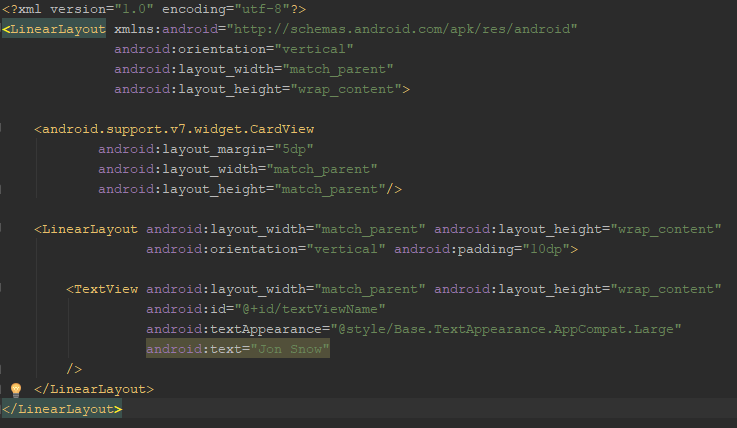 <?xml version="1.0" encoding="utf-8"?>
<LinearLayout xmlns:android="http://schemas.android.com/apk/res/android"
android:orientation="vertical"
android:layout_width="match_parent"
android:layout_height="wrap_content">
<android.support.v7.widget.CardView
android:layout_margin="5dp"
android:layout_width="match_parent"
android:layout_height="match_parent"/>
<LinearLayout android:layout_width="match_parent" android:layout_height="wrap_content"
android:orientation="vertical" android:padding="10dp">
<TextView android:layout_width="match_parent" android:layout_height="wrap_content"
android:id="@+id/textViewName"
android:textAppearance="@style/Base.TextAppearance.AppCompat.Large"
android:text="Jon Snow"
/>
</LinearLayout>
</LinearLayout>